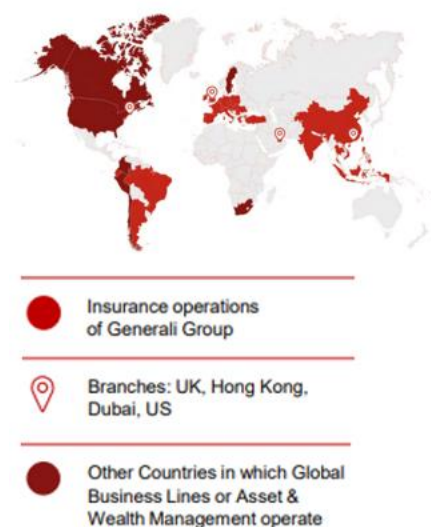 Insurance operations
of Generali Group
Branches: UK, Hong Kong,
Dubai, US
Other Countries in which Global
Business Lines or Asset &
Wealth Management operate